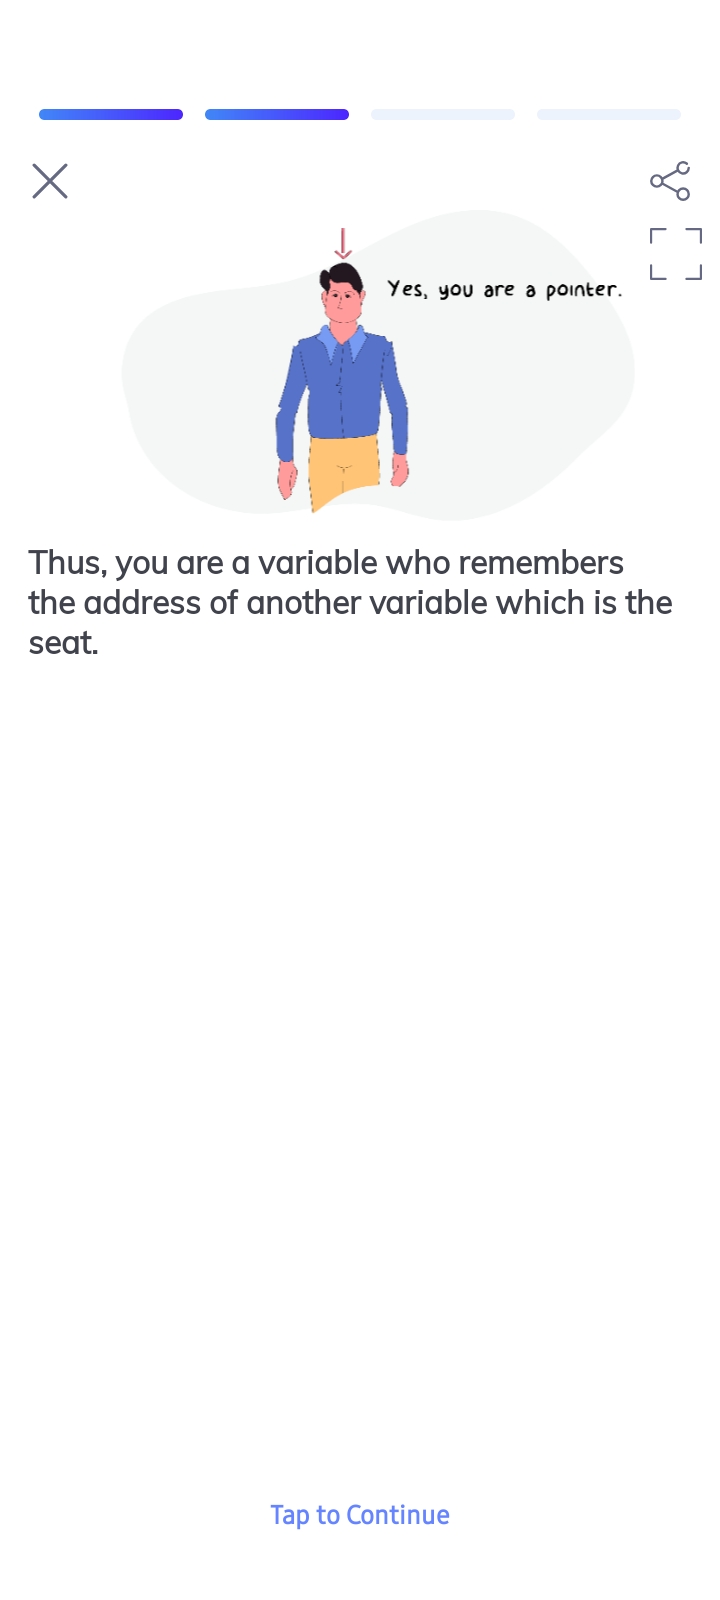 Yes, you are a pointer.
Thus, you are a variable who remembers
the address of another variable which is the
seat.
Tap to Continue